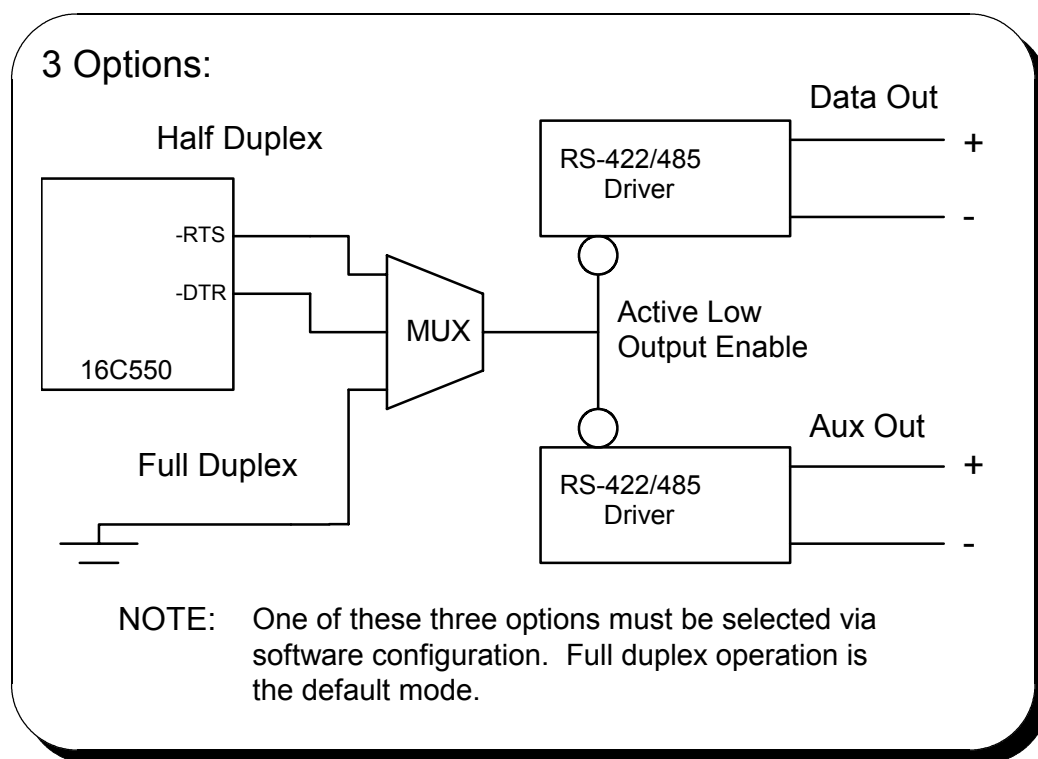 3 Options:
Half Duplex
-RTS
-DTR
16C550
Full Duplex
MUX
RS-422/485
Driver
Data Out
+
-
Active Low
Output Enable
RS-422/485
Driver
Aux Out
+
-
NOTE: One of these three options must be selected via
software configuration. Full duplex operation is
the default mode.